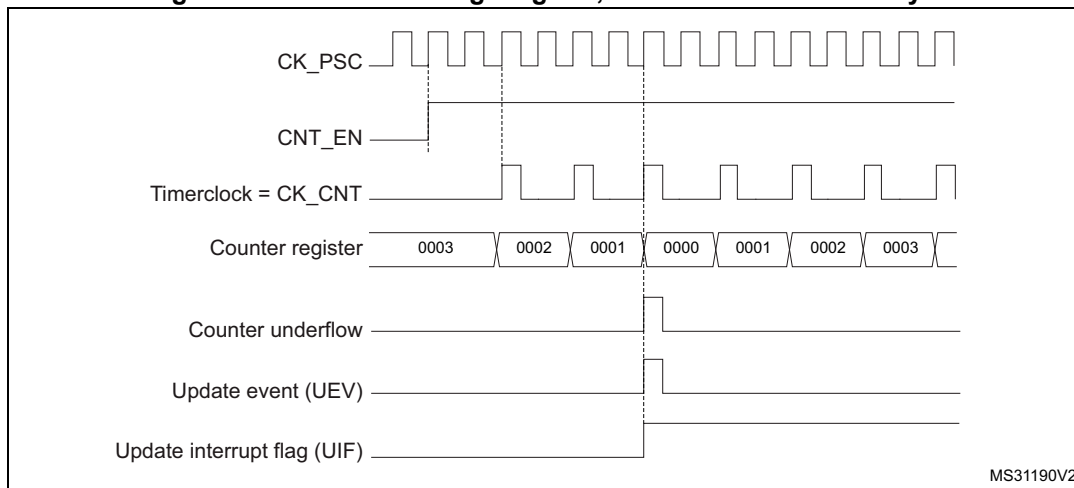 CK_PSC
CNT_EN
Timerclock = CK_CNT
Counter register 0003 0002 0001 0000 0001 0002 0003
Counter underflow
Update event (UEV)
Update interrupt flag (UIF)
MS31190V2